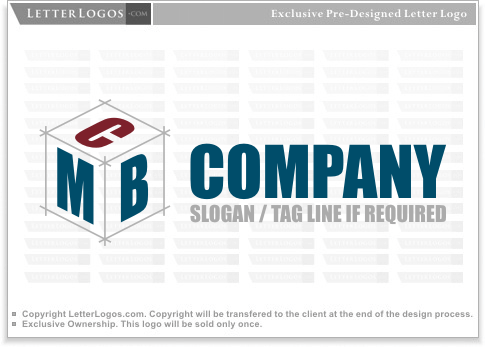 LETTERLOGOS.COM
Exclusive Pre-Designed Letter Logo
C
M B
COMPANY
SLOGAN / TAG LINE IF REQUIRED
Copyright LetterLogos.com. Copyright will be transfered to the client at the end of the design process.
Exclusive Ownership. This logo will be sold only once.